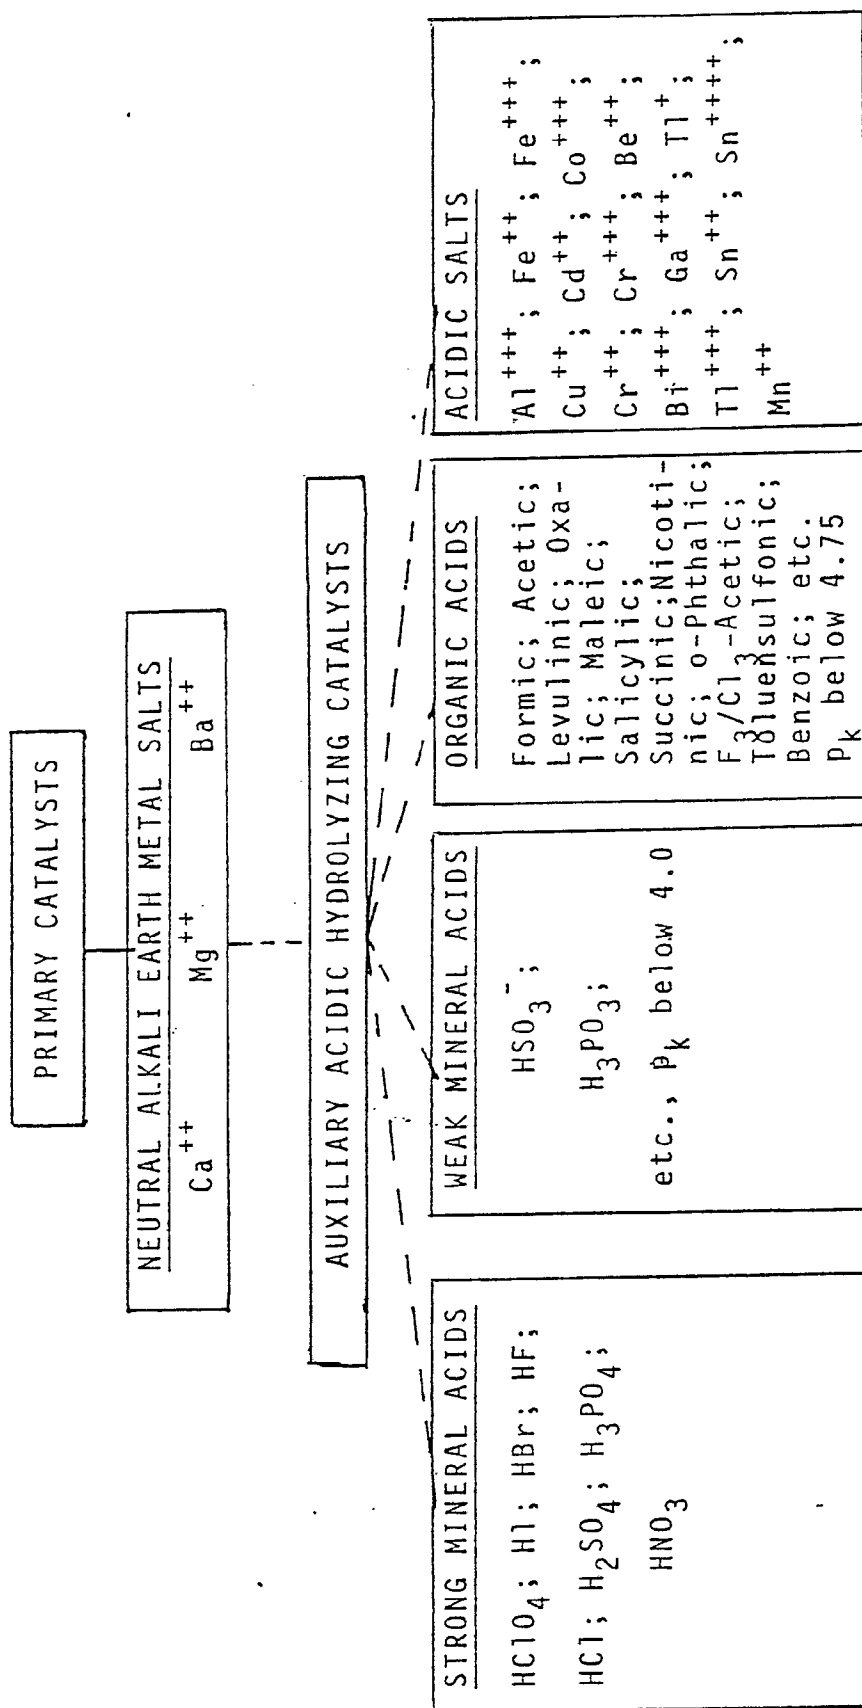 PRIMARY CATALYSTS
NEUTRAL ALKALI EARTH METAL SALTS
Ca++ Mg++ Ba++
AUXILIARY ACIDIC HYDROLYZING CATALYSTS
STRONG MINERAL ACIDS
HClO4; Hl; HBr; HF;
HCl; H2SO4; H3PO4;
HNO3
WEAK MINERAL ACIDS
HSO3-;
H3PO3;
etc., pk below 4.0
ORGANIC ACIDS
Formic; Acetic;
Levulinic; Oxa-
lic; Maleic;
Salicylic;
Succinic;Nicoti-
nic; o-Phthalic;
F3/Cl3-Acetic;
Toluensulfonic;
Benzoic; etc.
Pk below 4.75
ACIDIC SALTS
Al+++; Fe++; Fe+++;
Cu++; Cd++; Co+++;
Cr++; Cr+++; Be++;
Bi+++; Ga+++; Tl+;
Tl+++; Sn++; Sn++++;
Mn++